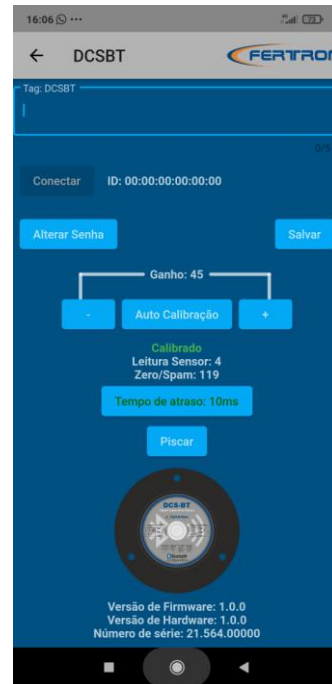 16:06
73
DCSBT
FERTRON
Tag: DCSBT
0/5
Conectar ID: 00:00:00:00:00:00
Alterar Senha Salvar
Ganho: 45
- Auto Calibração +
Calibrado
Leitura Sensor: 4
Zero/Spam: 119
Tempo de atraso: 10ms
Piscar
DCS-BT
Versão de Firmware: 1.0.0
Versão de Hardware: 1.0.0
Número de série: 21.564.00000